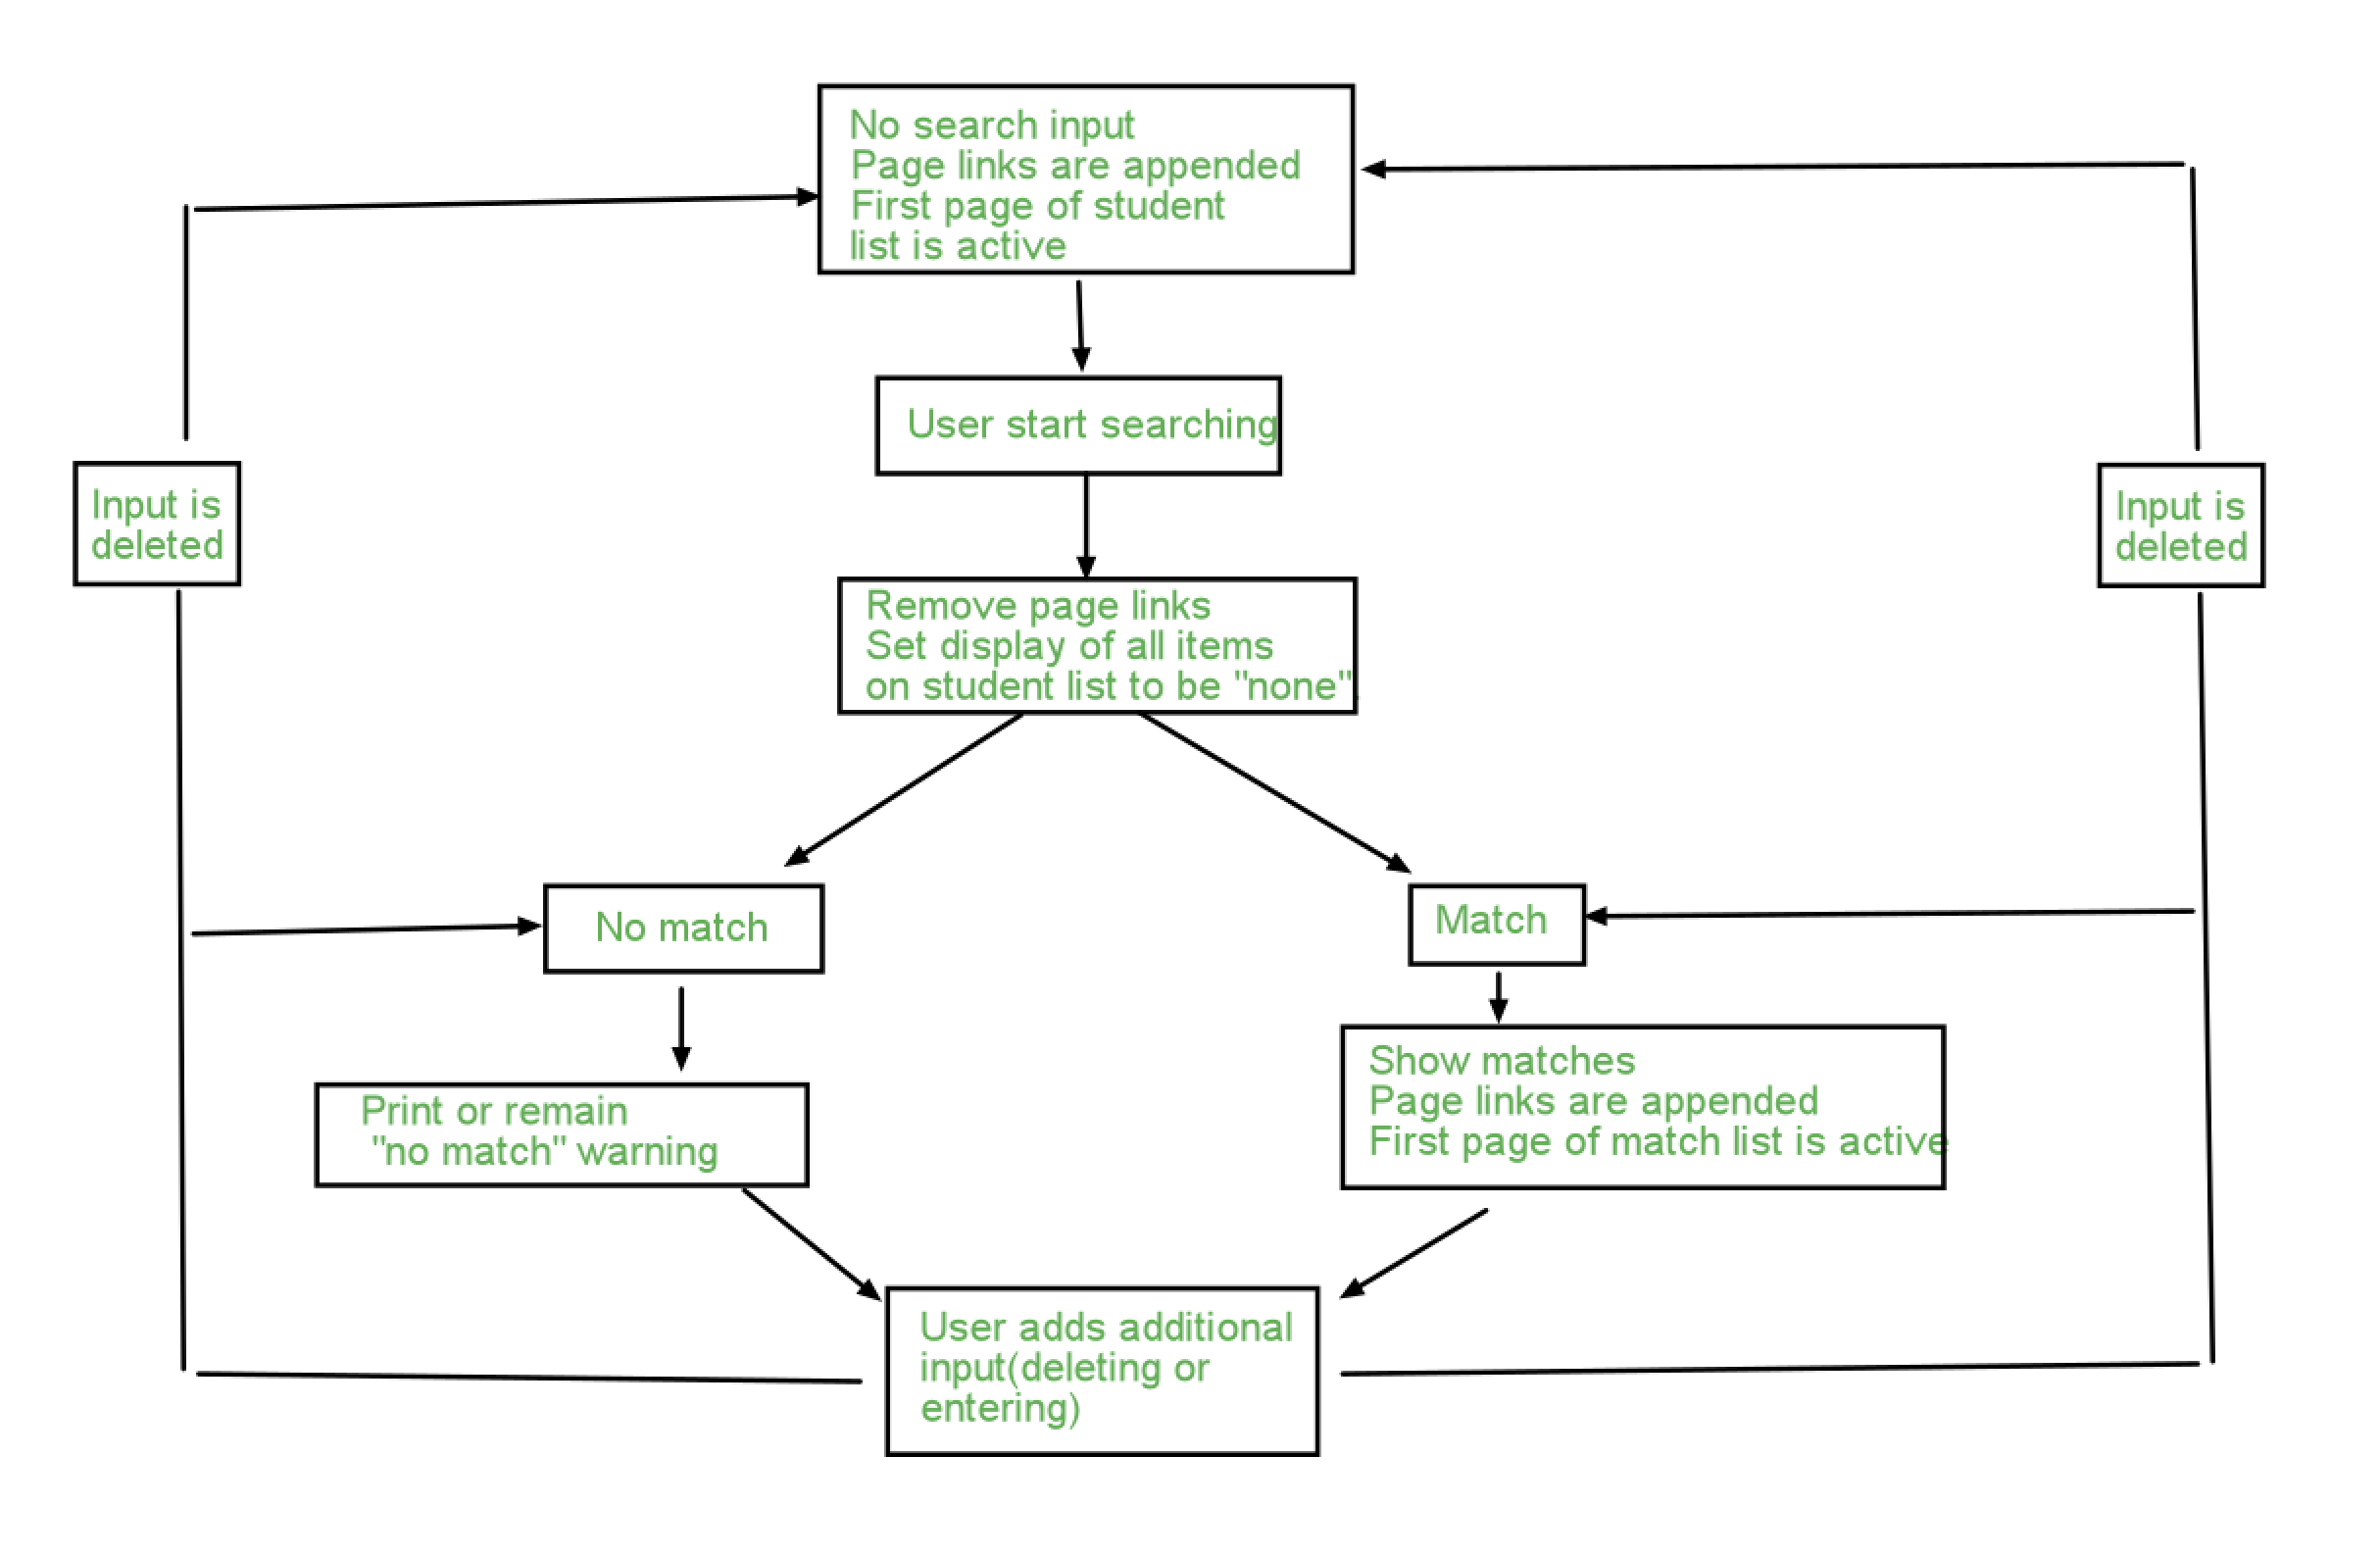 No search input
Page links are appended
First page of student
list is active
User start searching
Input is
deleted
Input is
deleted
Remove page links
Set display of all items
on student list to be "none".
No match
Match
Print or remain
"no match" warning
Show matches
Page links are appended
First page of match list is active
User adds additional
input(deleting or
entering)